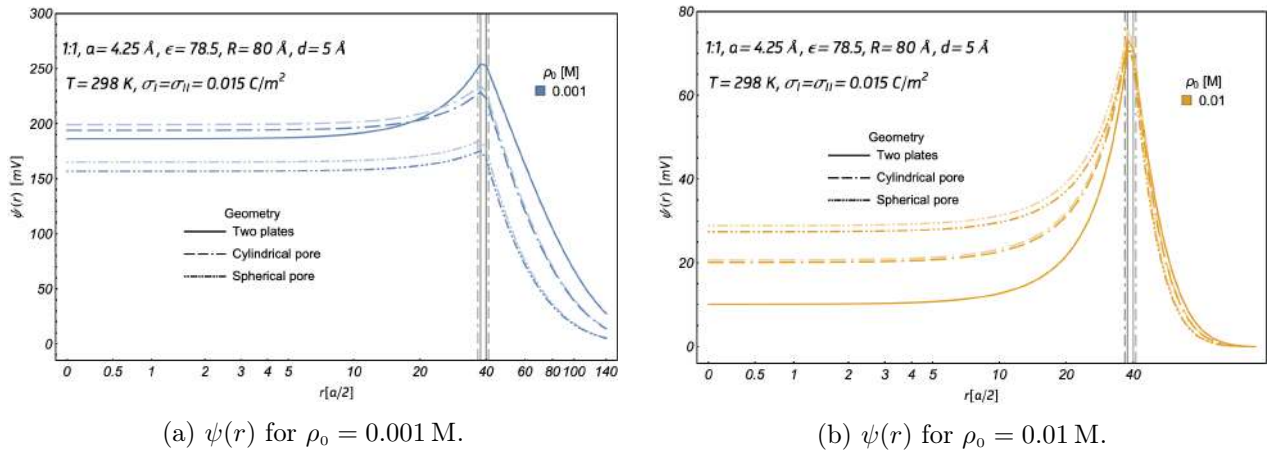 300
250
200
150
100
50
0
ψ(r) [mV]
1:1, a= 4.25 Å, ϵ= 78.5, R= 80 Å, d= 5 Å
T= 298 K, σI=σII= 0.015 C/m²
ρ0 [M]
0.001
Geometry
Two plates
Cylindrical pore
Spherical pore
0 0.5 1 2 3 4 5 10 20 40 60 80 100 140
r[a/2]
(a) ψ(r) for ρ₀ = 0.001 M.
80
60
40
20
0
ψ(r) [mV]
1:1, a= 4.25 Å, ϵ= 78.5, R= 80 Å, d= 5 Å
T= 298 K, σI=σII= 0.015 C/m²
ρ0 [M]
0.01
Geometry
Two plates
Cylindrical pore
Spherical pore
0 0.5 1 2 3 4 5 10 20 40
r[a/2]
(b) ψ(r) for ρ₀ = 0.01 M.